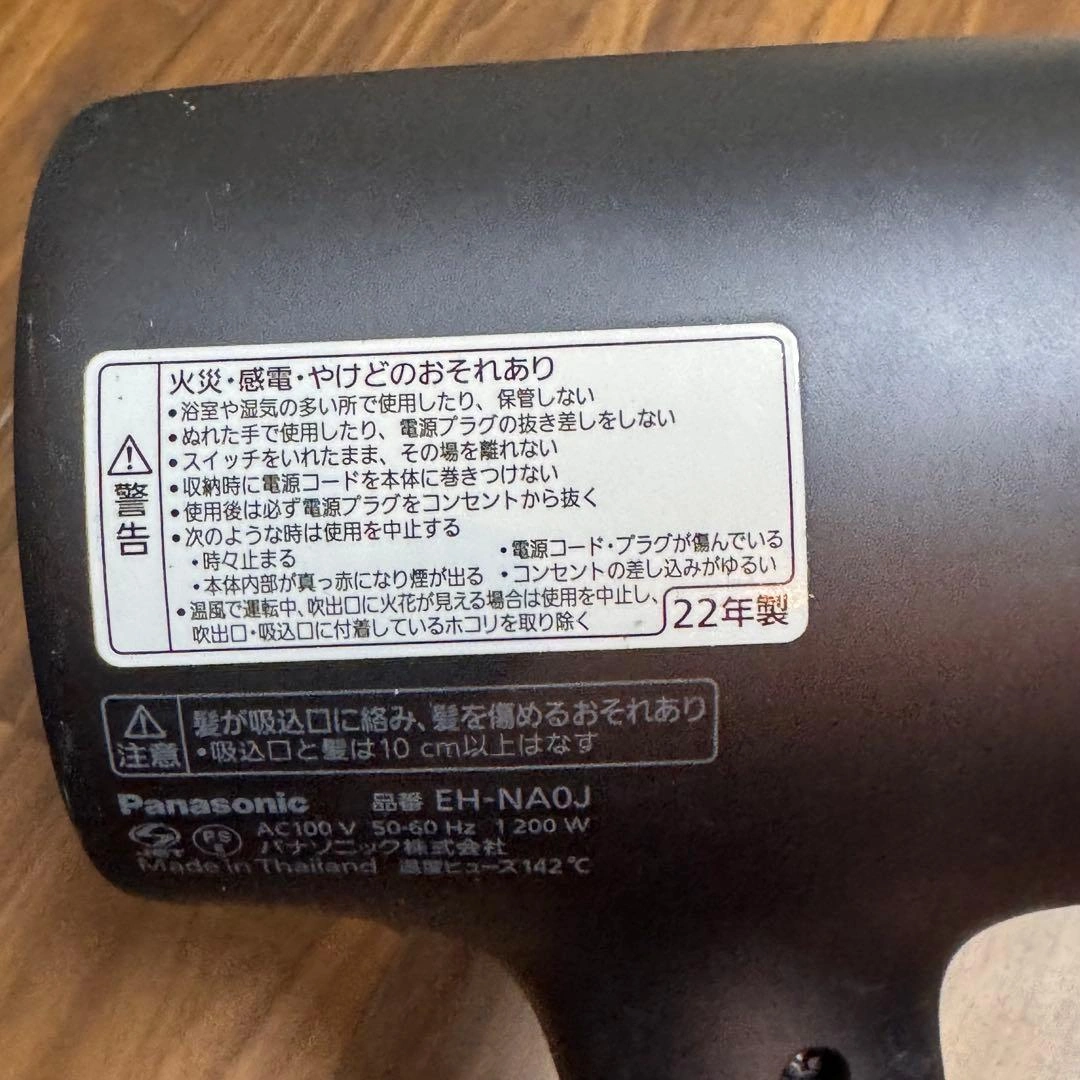 警告
火災・感電・やけどのおそれあり
•浴室や湿気の多い所で使用したり、保管しない
•ぬれた手で使用したり、電源プラグの抜き差しをしない
•スイッチをいれたまま、その場を離れない
•収納時に電源コードを本体に巻きつけない
•使用後は必ず電源プラグをコンセントから抜く
•次のような時は使用を中止する
•時々止まる
•電源コード・プラグが傷んでいる
•本体内部が真っ赤になり煙が出る
•コンセントの差し込みがゆるい
•温風で運転中、吹出口に火花が見える場合は使用を中止し、
吹出口・吸込口に付着しているホコリを取り除く
22年製
注意
髪が吸込口に絡み、髪を傷めるおそれあり
•吸込口と髪は10 cm以上はなす
Panasonic 品番 EH-NA0J
PS E AC100 V 50-60 Hz 1 200 W
パナソニック株式会社
Made in Thailand 温度ヒューズ142℃